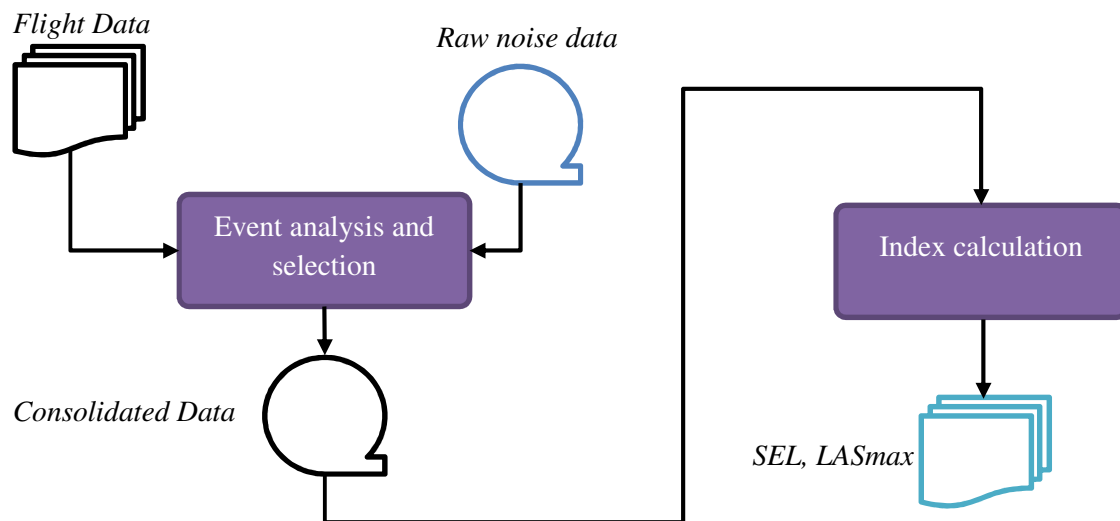 Flight Data
Raw noise data
Event analysis and
selection
Index calculation
Consolidated Data
SEL, LASmax